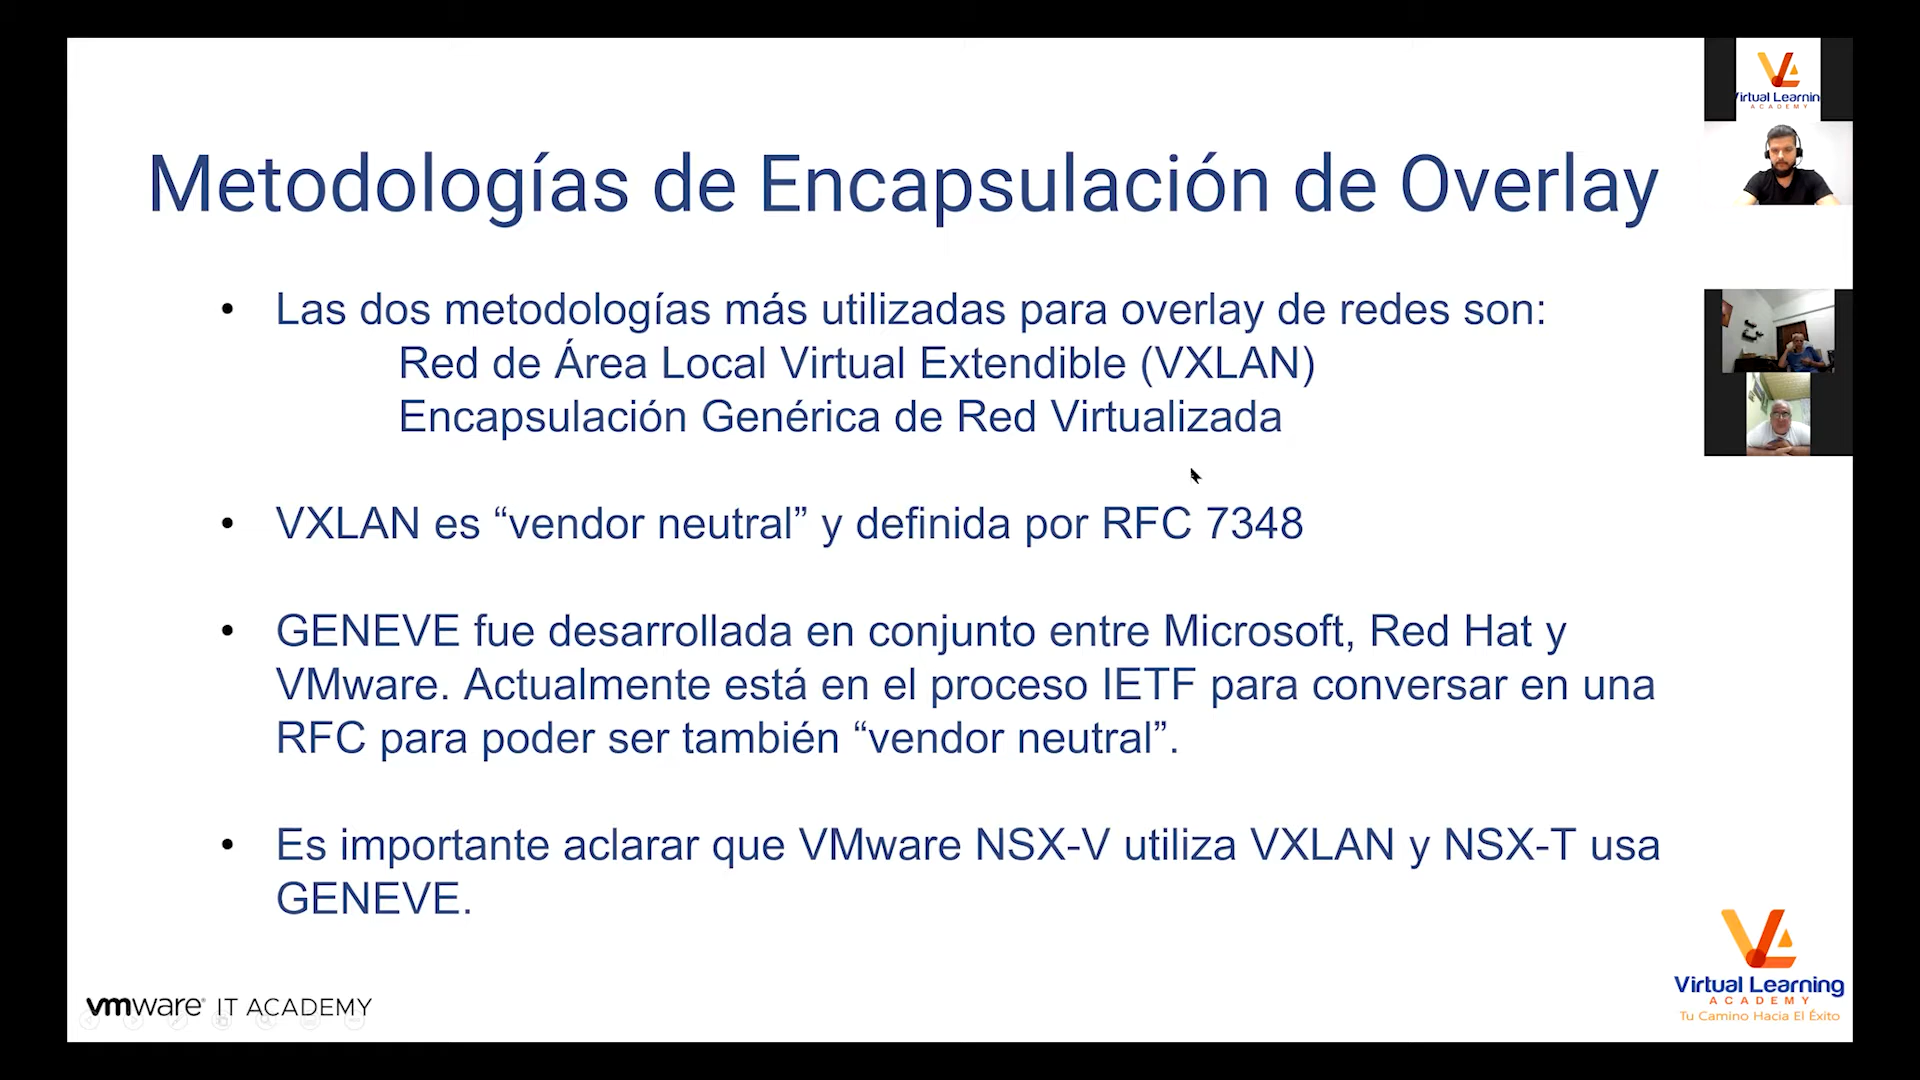 Metodologías de Encapsulación de Overlay
• Las dos metodologías más utilizadas para overlay de redes son:
Red de Área Local Virtual Extendible (VXLAN)
Encapsulación Genérica de Red Virtualizada
• VXLAN es “vendor neutral” y definida por RFC 7348
• GENEVE fue desarrollada en conjunto entre Microsoft, Red Hat y
VMware. Actualmente está en el proceso IETF para conversar en una
RFC para poder ser también “vendor neutral”.
• Es importante aclarar que VMware NSX-V utiliza VXLAN y NSX-T usa
GENEVE.
vmware® IT ACADEMY
Virtual Learning
ACADEMY
Tu Camino Hacia El Éxito
Virtual Learnin
ACADEMY